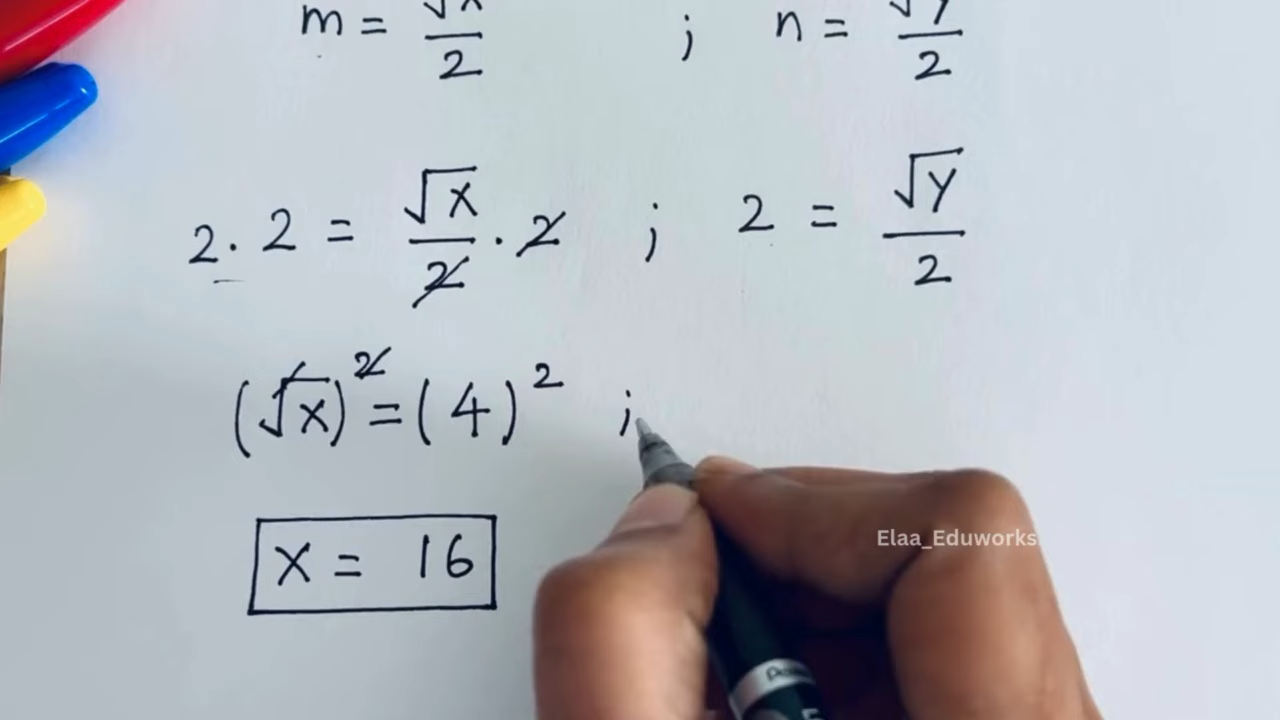 m = √x/2 ; n = √y/2
2 · 2 = √x/2 · 2 ; 2 = √y/2
(√x)² = (4)² ;
x = 16
Elaa_Eduworks